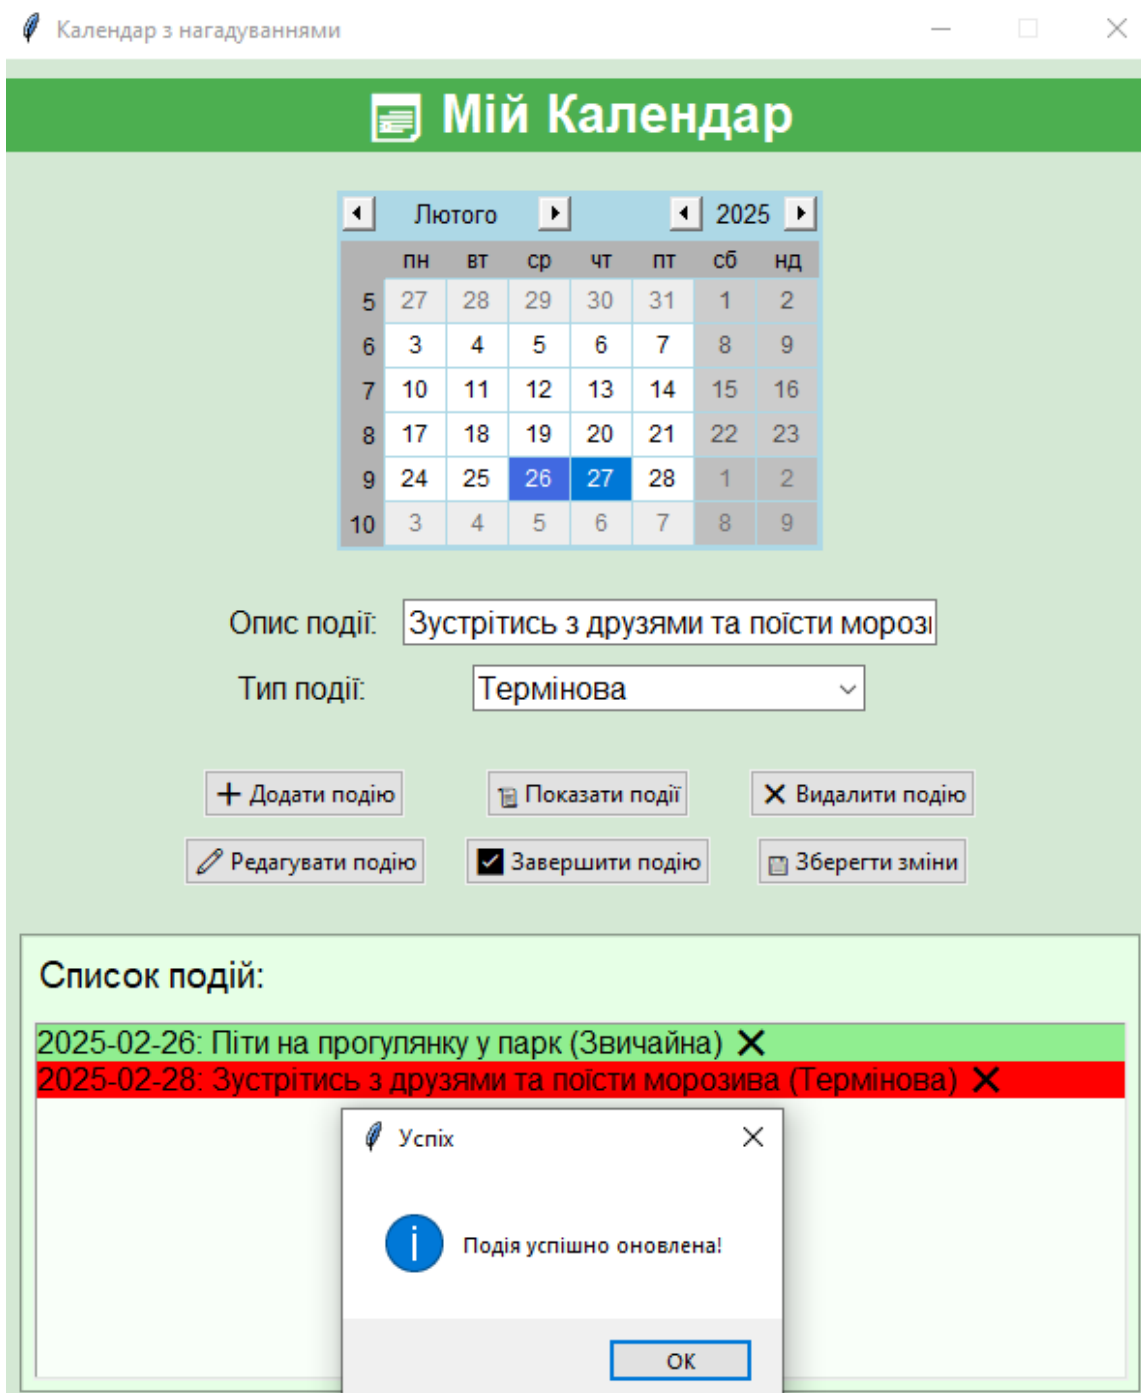 Календар з нагадуваннями
Мій Календар
Лютого 2025
пн вт ср чт пт сб нд
5 27 28 29 30 31 1 2
6 3 4 5 6 7 8 9
7 10 11 12 13 14 15 16
8 17 18 19 20 21 22 23
9 24 25 26 27 28 1 2
10 3 4 5 6 7 8 9
Опис події: Зустрітись з друзями та поїсти морози
Тип події: Термінова
Додати подію Показати події Видалити подію
Редагувати подію Завершити подію Зберегти зміни
Список подій:
2025-02-26: Піти на прогулянку у парк (Звичайна) ✕
2025-02-28: Зустрітись з друзями та поїсти морозива (Термінова) ✕
Успіх
Подія успішно оновлена!
ОК